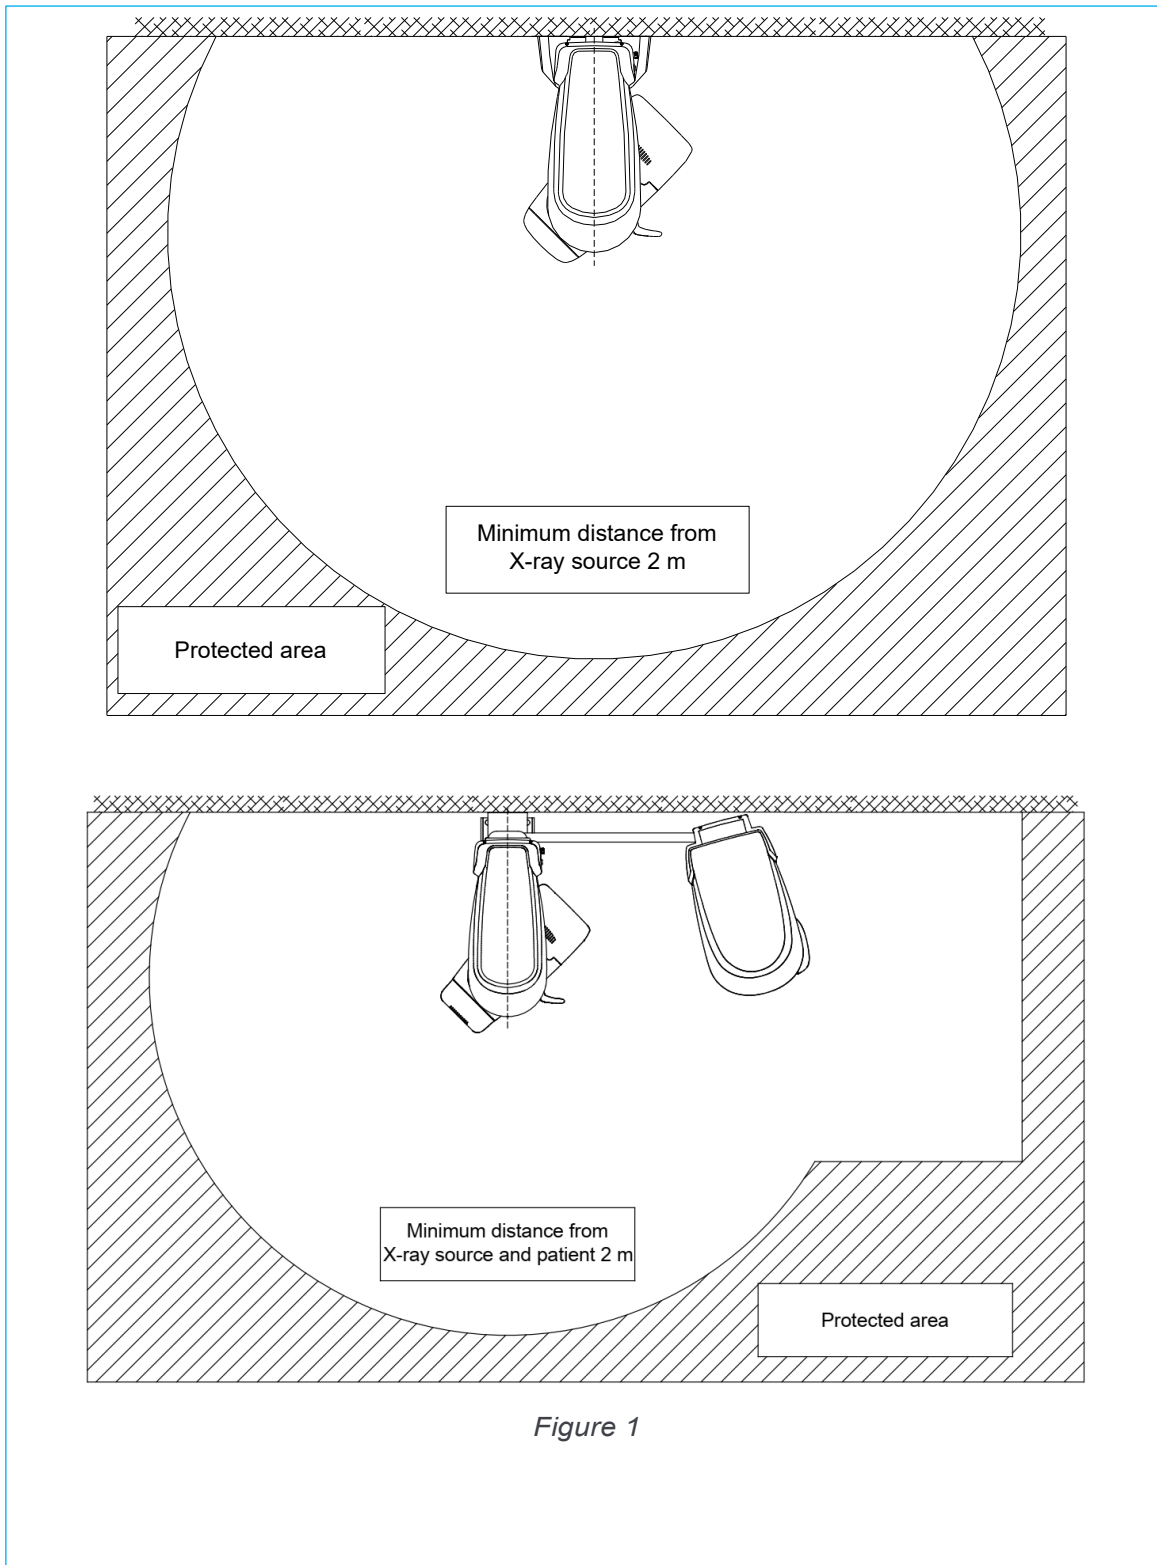 Minimum distance from
X-ray source 2 m
Protected area
Minimum distance from
X-ray source and patient 2 m
Protected area
Figure 1